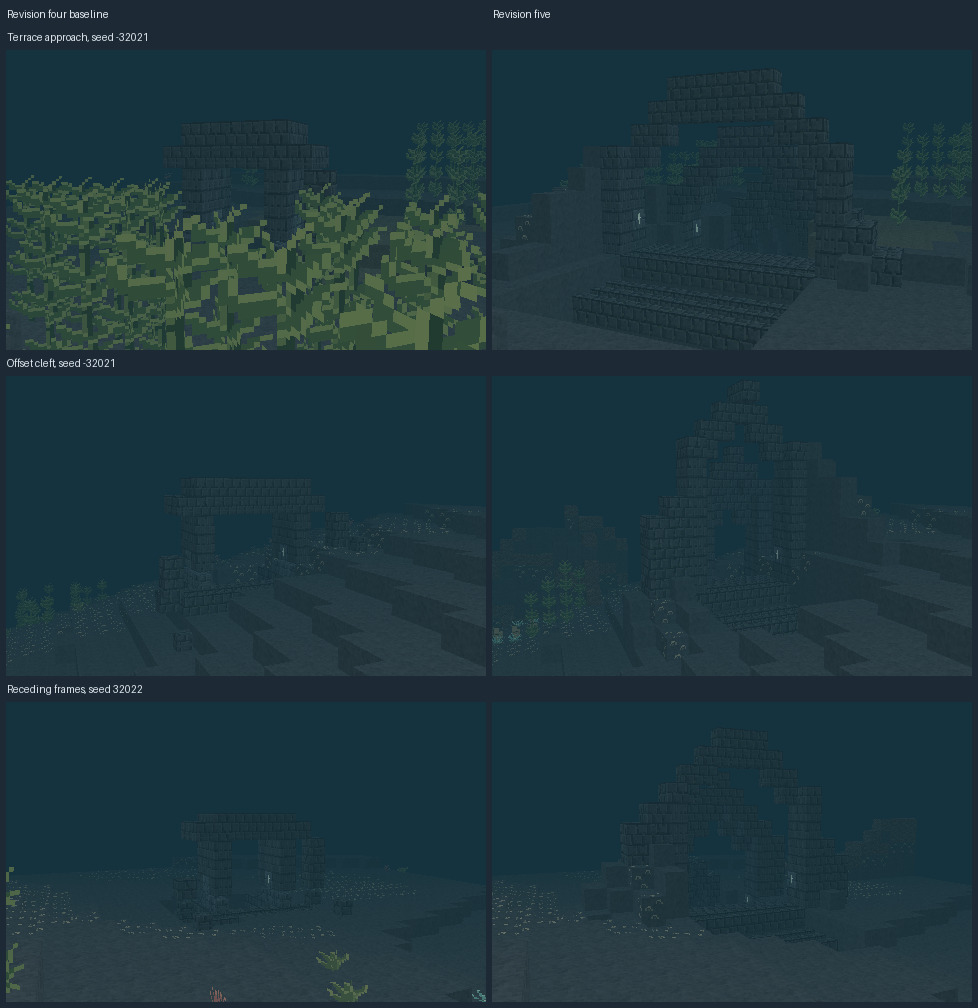 Revision four baseline
Revision five
Terrace approach, seed -32021
Offset cleft, seed -32021
Receding frames, seed 32022